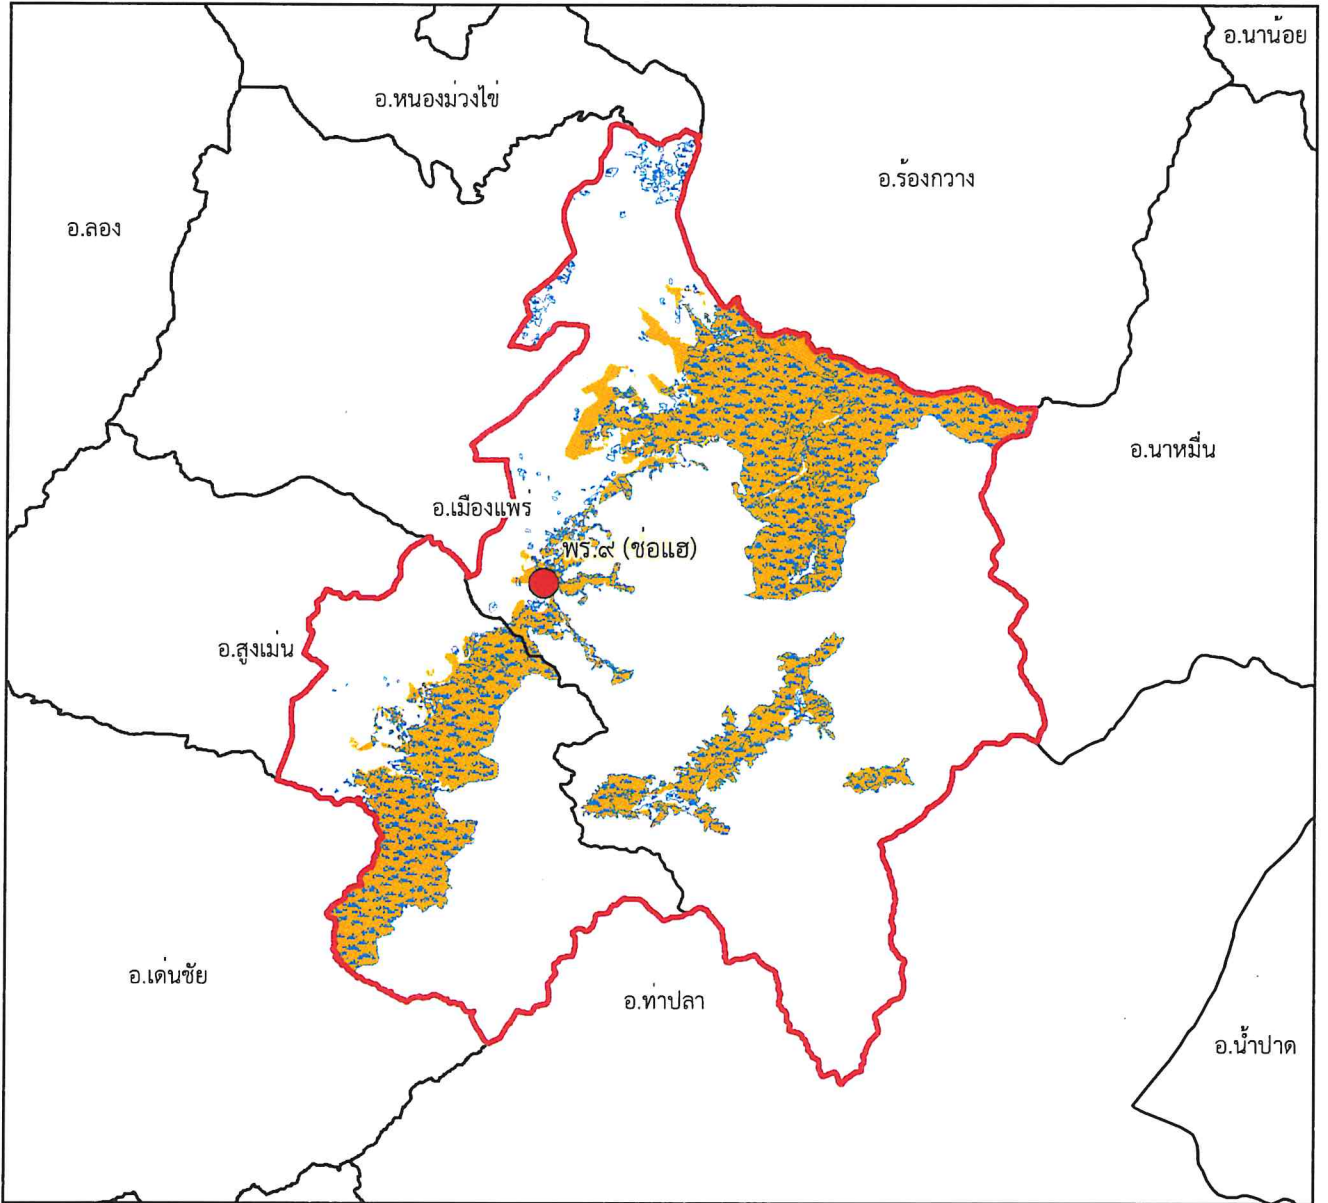 อ.นาน้อย
อ.หนองม่วงไข่
อ.ร้องกวาง
อ.ลอง
อ.นาหมื่น
อ.เมืองแพร่
พร.๙ (ช่อแฮ)
อ.สูงเม่น
อ.เด่นชัย
อ.ท่าปลา
อ.น้ำปาด